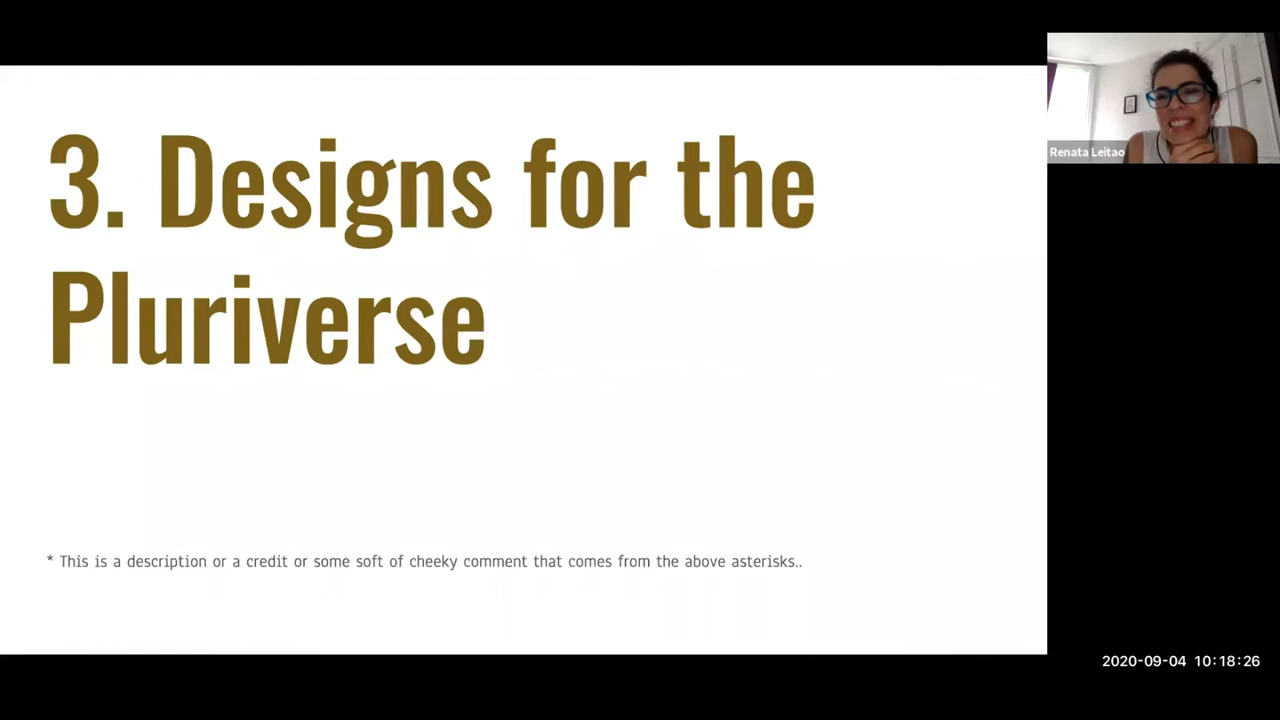 3. Designs for the
Pluriverse
* This is a description or a credit or some soft of cheeky comment that comes from the above asterisks..
Renata Leitao
2020-09-04 10:18:26